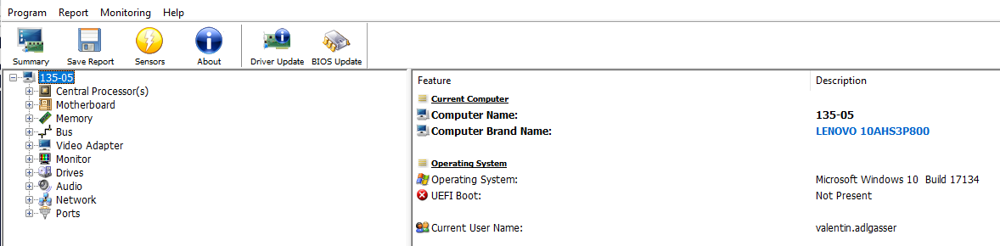 Program Report Monitoring Help
Summary Save Report Sensors About Driver Update BIOS Update
135-05
Central Processor(s)
Motherboard
Memory
Bus
Video Adapter
Monitor
Drives
Audio
Network
Ports
Feature Description
Current Computer
Computer Name: 135-05
Computer Brand Name: LENOVO 10AHS3P800
Operating System
Operating System: Microsoft Windows 10 Build 17134
UEFI Boot: Not Present
Current User Name: valentin.adlgasser